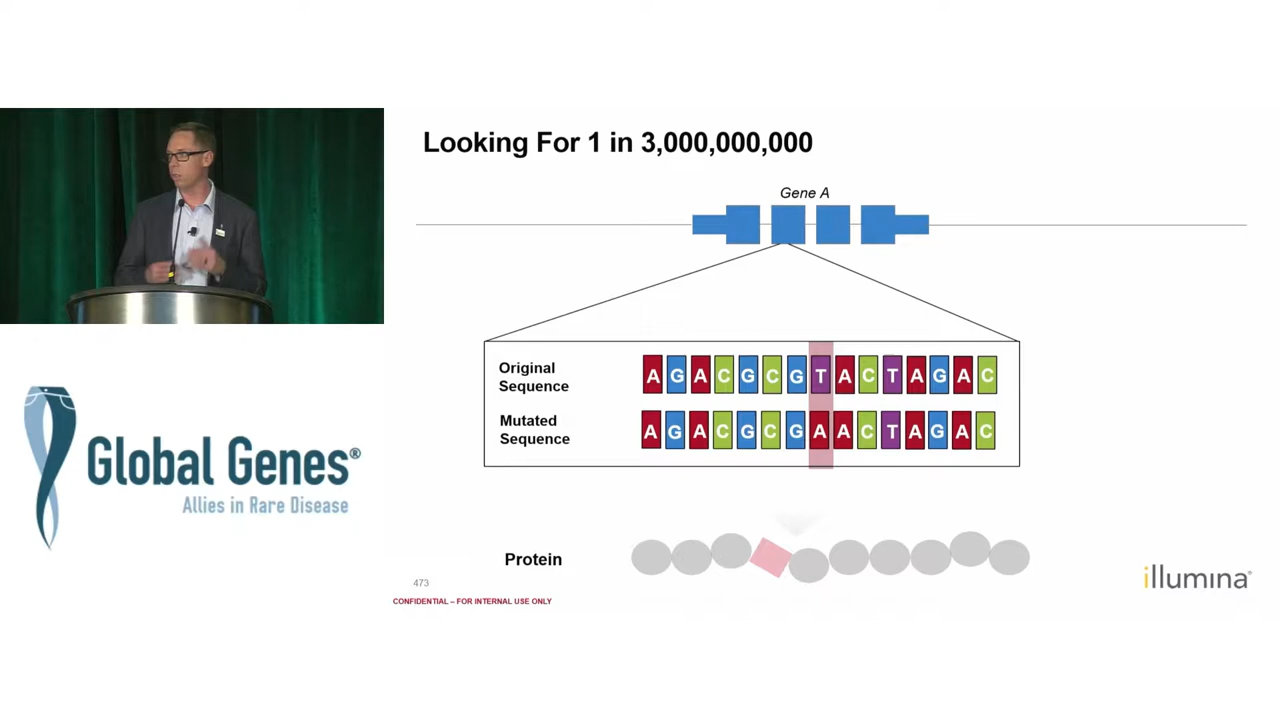 Looking For 1 in 3,000,000,000
Gene A
Original
Sequence
A G A C G C G T A C T A G A C
Mutated
Sequence
A G A C G C G A A C T A G A C
Protein
473
CONFIDENTIAL – FOR INTERNAL USE ONLY
illumina®
Global Genes®
Allies in Rare Disease